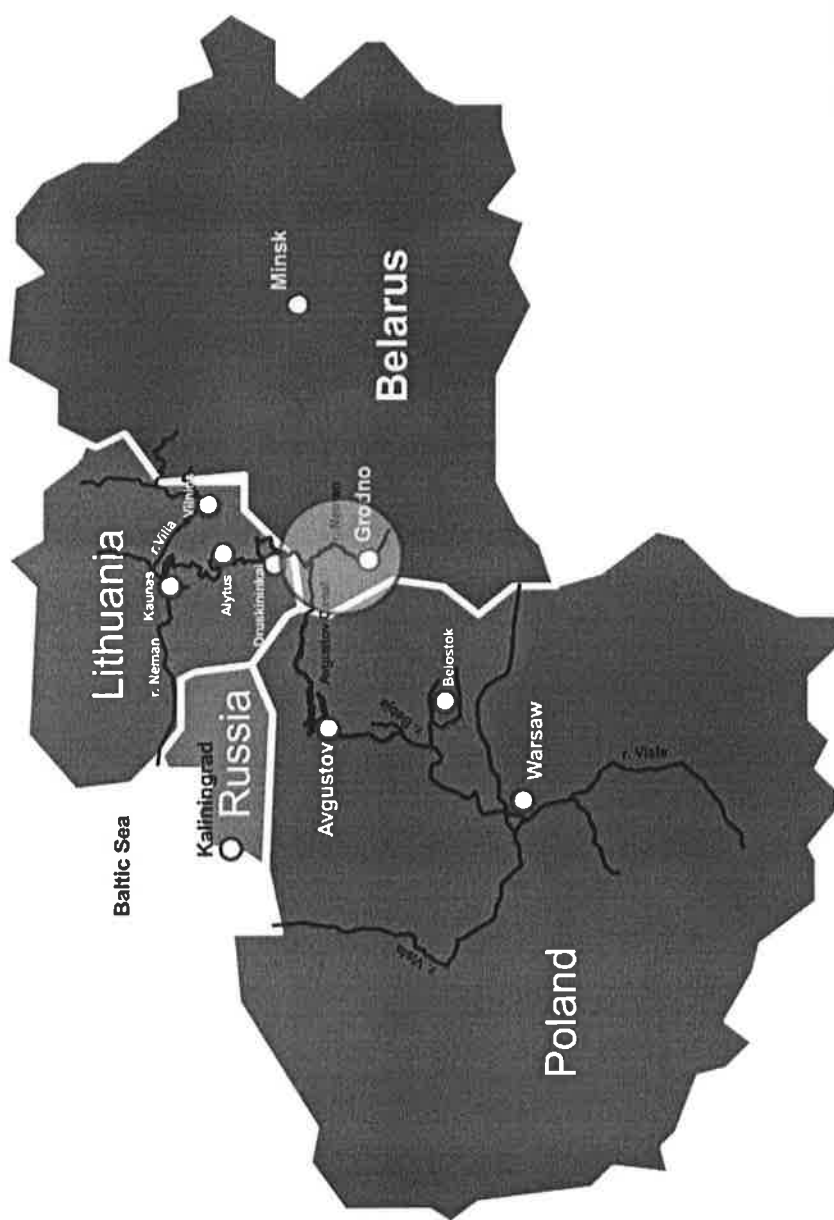 Lithuania
Baltic Sea
Kaunas
r. Neman
r. Vilia
Vilnius
Kaliningrad
Alytus
Russia
Druskininkai
Minsk
Avgustov
Avgustov Canal
Neman
Grodno
Belarus
r. Visla
Belostok
Warsaw
Poland
r. Visla